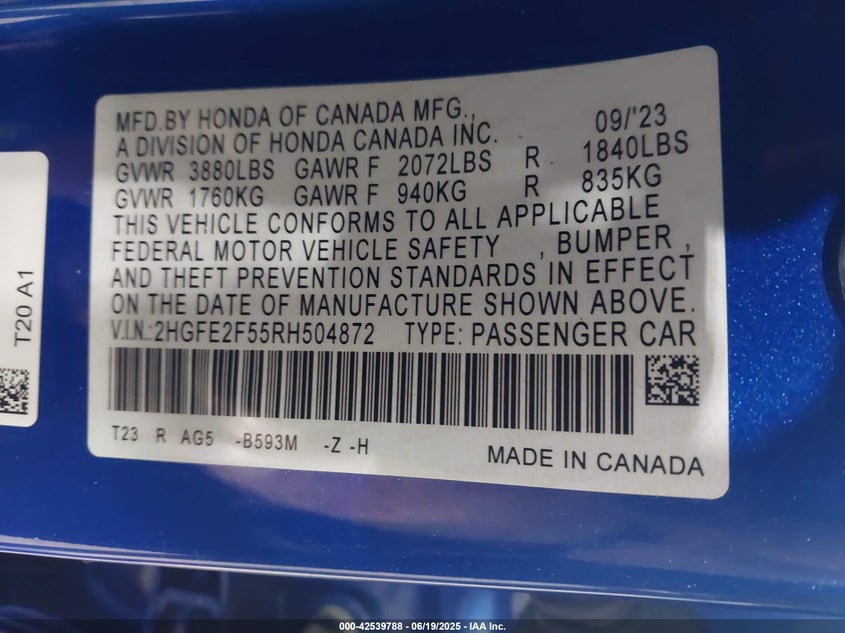 MFD.BY HONDA OF CANADA MFG.,
A DIVISION OF HONDA CANADA INC. 09/'23
GVWR 3880LBS GAWR F 2072LBS R 1840LBS
GVWR 1760KG GAWR F 940KG R 835KG
THIS VEHICLE CONFORMS TO ALL APPLICABLE
FEDERAL MOTOR VEHICLE SAFETY , BUMPER ,
AND THEFT PREVENTION STANDARDS IN EFFECT
ON THE DATE OF MANUFACTURE SHOWN ABOVE.
V.I.N.:2HGFE2F55RH504872 TYPE: PASSENGER CAR
T23 R AG5 -B593M -Z -H
MADE IN CANADA
T20 A1
000-42539788 - 06/19/2025 - IAA Inc.